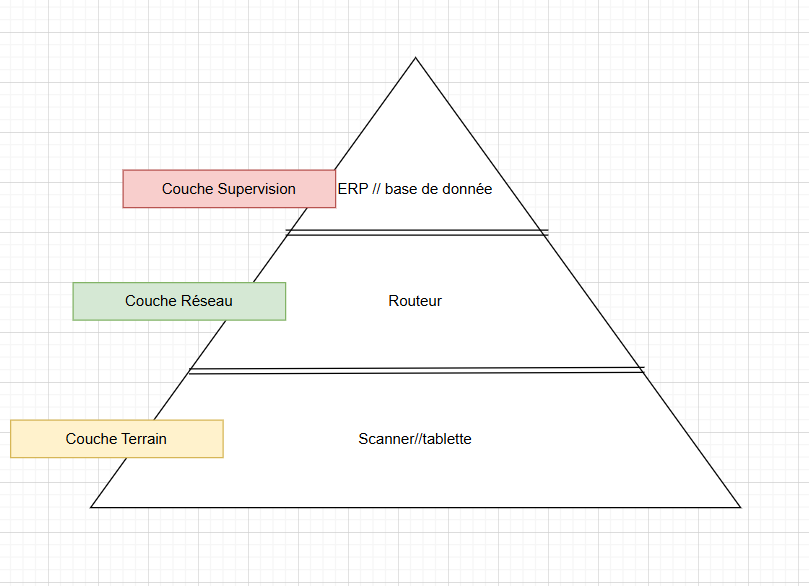 Couche Supervision
ERP // base de donnée
Couche Réseau
Routeur
Couche Terrain
Scanner//tablette